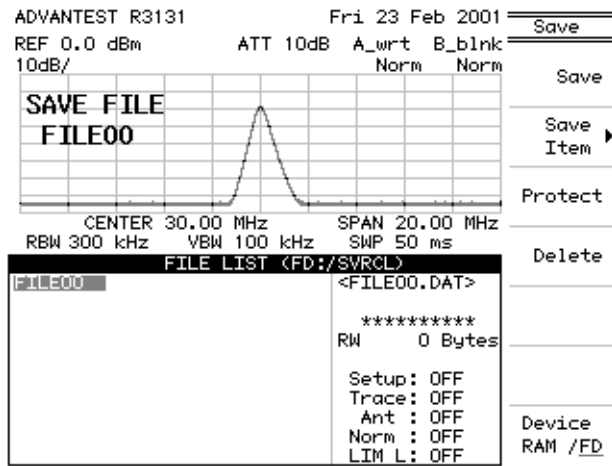 ADVANTEST R3131 Fri 23 Feb 2001
REF 0.0 dBm ATT 10dB A_wrt B_blnk
10dB/ Norm Norm
SAVE FILE
FILE00
CENTER 30.00 MHz SPAN 20.00 MHz
RBW 300 kHz VBW 100 kHz SWP 50 ms
FILE LIST (FD:/SVRCL)
FILE00
<FILE00.DAT>
**********
RW 0 Bytes
Setup: OFF
Trace: OFF
Ant : OFF
Norm : OFF
LIM L: OFF
Save
Save
Save
Item
Protect
Delete
Device
RAM /FD